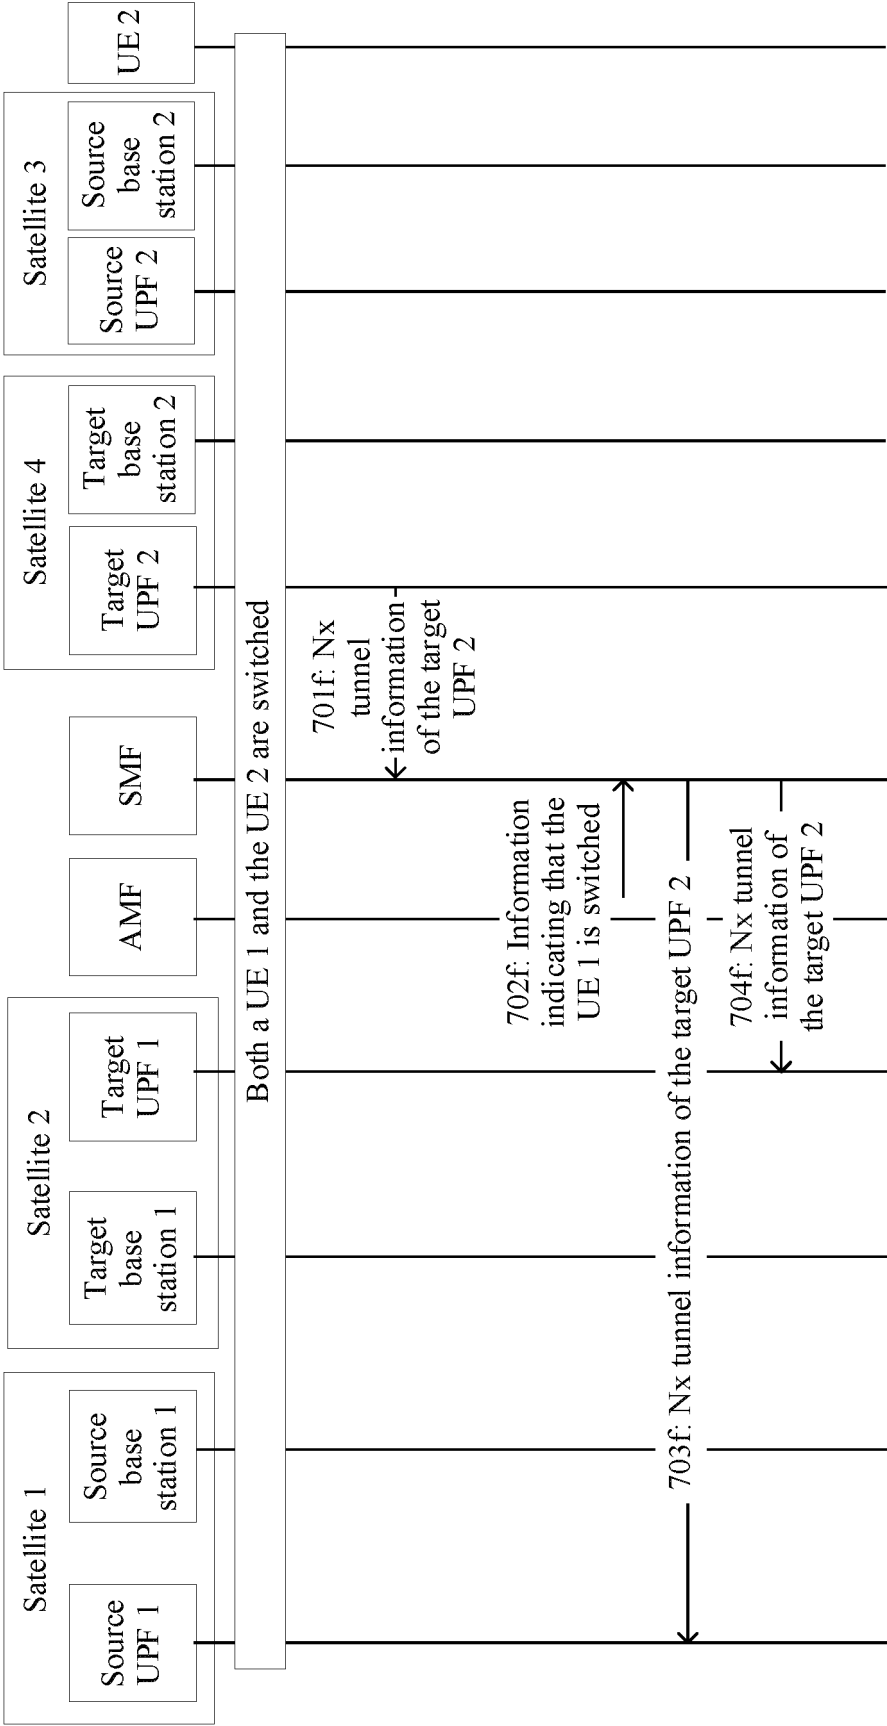 Satellite 1
Source
UPF 1
Source
base
station 1
Satellite 2
Target
base
station 1
Target
UPF 1
AMF
SMF
Satellite 4
Target
UPF 2
Target
base
station 2
Satellite 3
Source
UPF 2
Source
base
station 2
UE 2
Both a UE 1 and the UE 2 are switched
701f: Nx
tunnel
information
of the target
UPF 2
702f: Information
indicating that the
UE 1 is switched
703f: Nx tunnel information of the target UPF 2
704f: Nx tunnel
information of
the target UPF 2